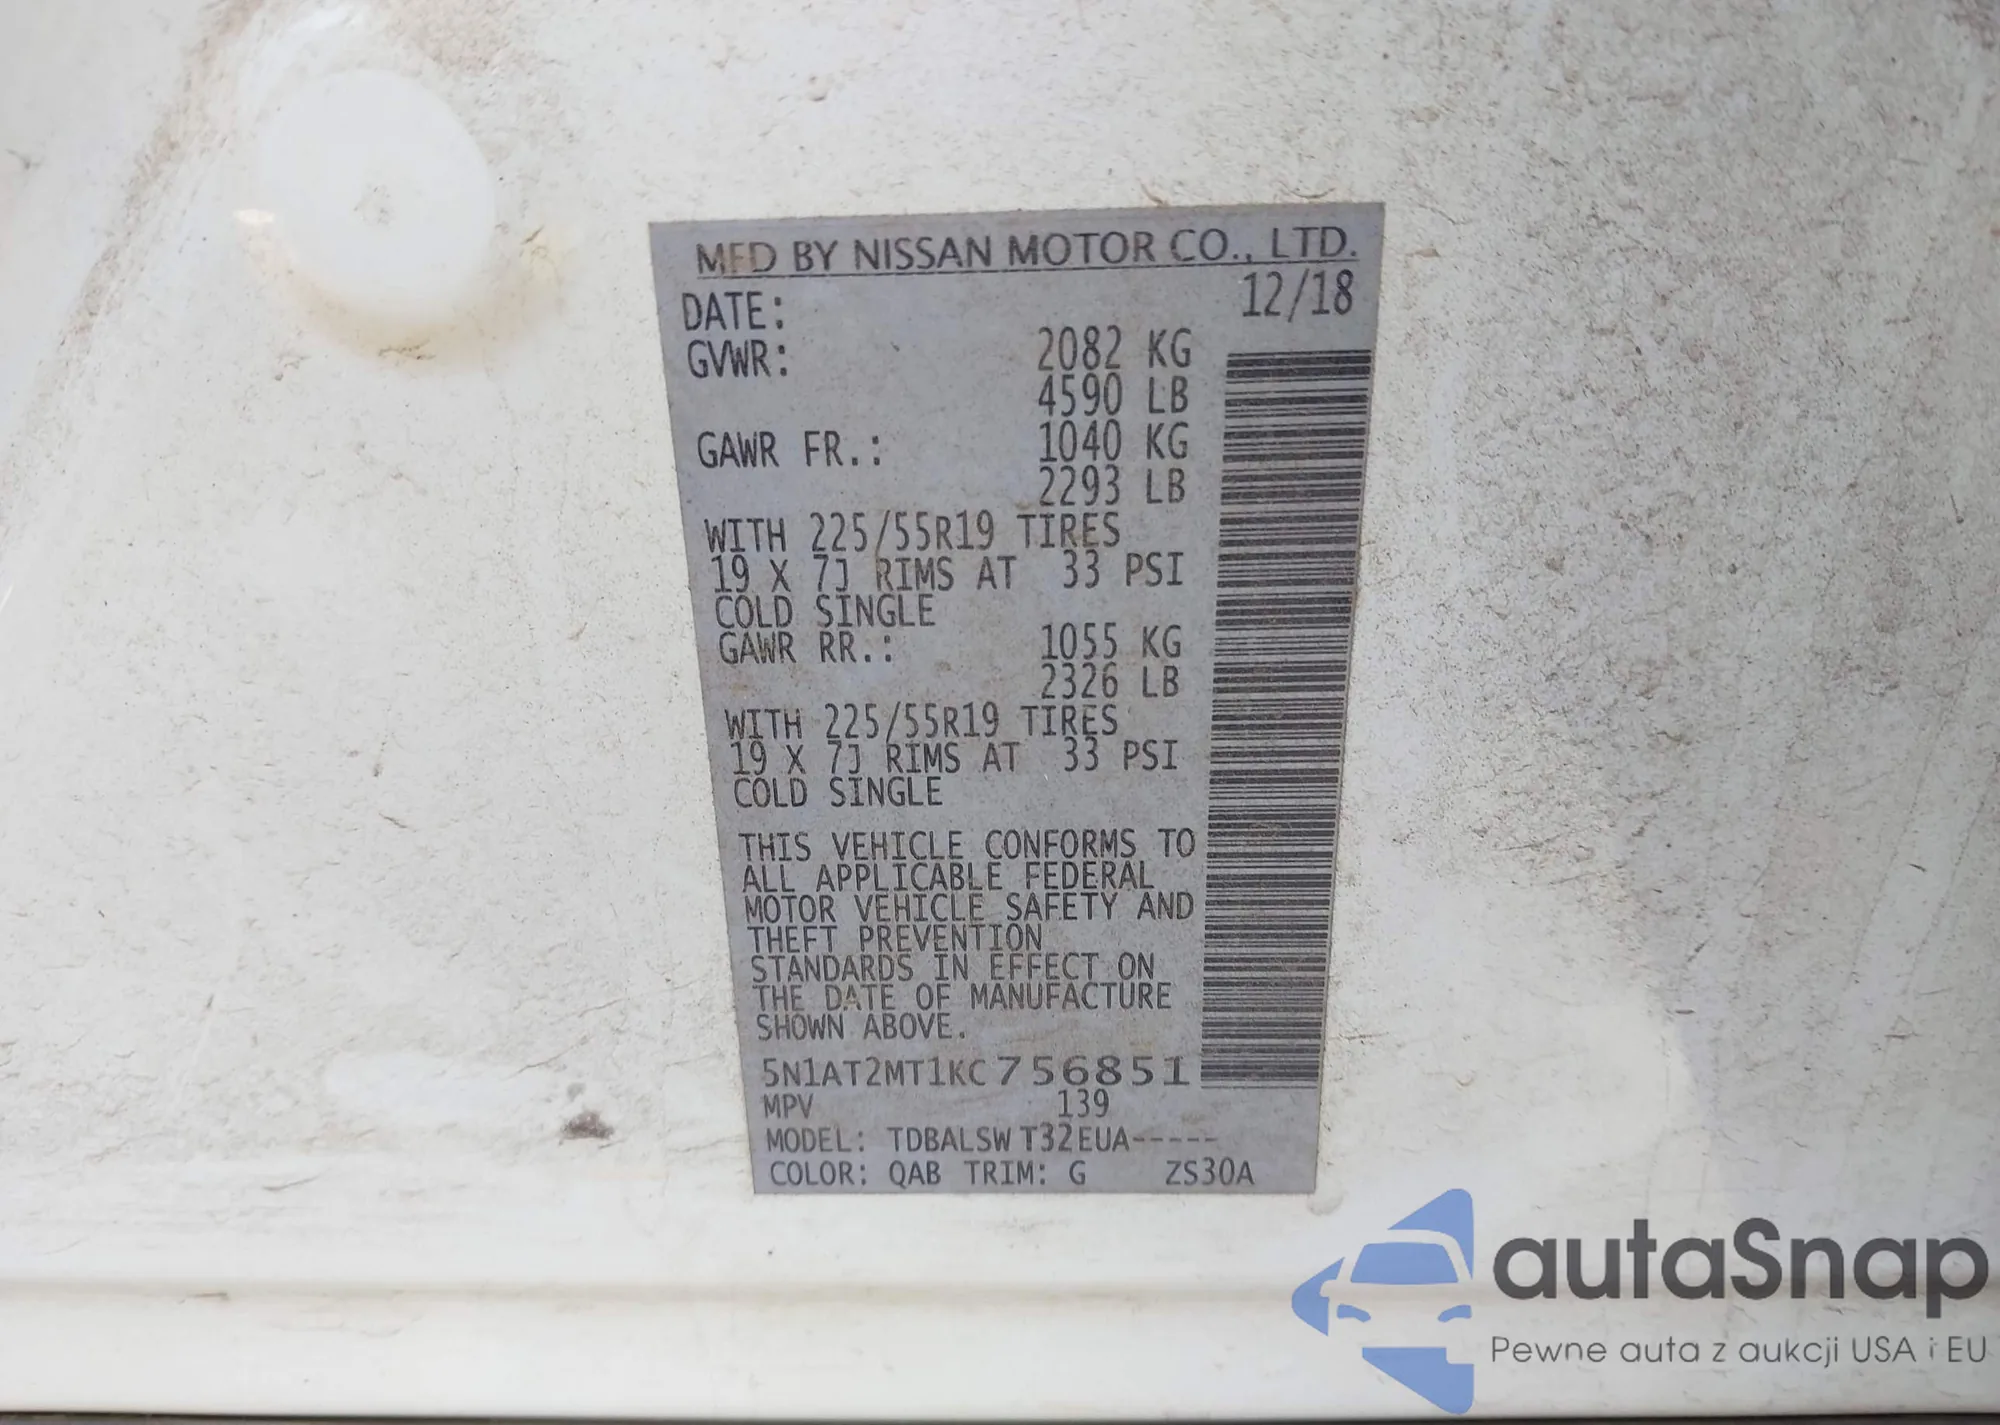 MFD BY NISSAN MOTOR CO., LTD.
DATE: 12/18
GVWR: 2082 KG
4590 LB
GAWR FR.: 1040 KG
2293 LB
WITH 225/55R19 TIRES
19 X 7J RIMS AT 33 PSI
COLD SINGLE
GAWR RR.: 1055 KG
2326 LB
WITH 225/55R19 TIRES
19 X 7J RIMS AT 33 PSI
COLD SINGLE
THIS VEHICLE CONFORMS TO
ALL APPLICABLE FEDERAL
MOTOR VEHICLE SAFETY AND
THEFT PREVENTION
STANDARDS IN EFFECT ON
THE DATE OF MANUFACTURE
SHOWN ABOVE.
5N1AT2MT1KC756851
MPV 139
MODEL: TDBALSW T32EUA-----
COLOR: QAB TRIM: G ZS30A
autaSnap
Pewne auta z aukcji USA i EU